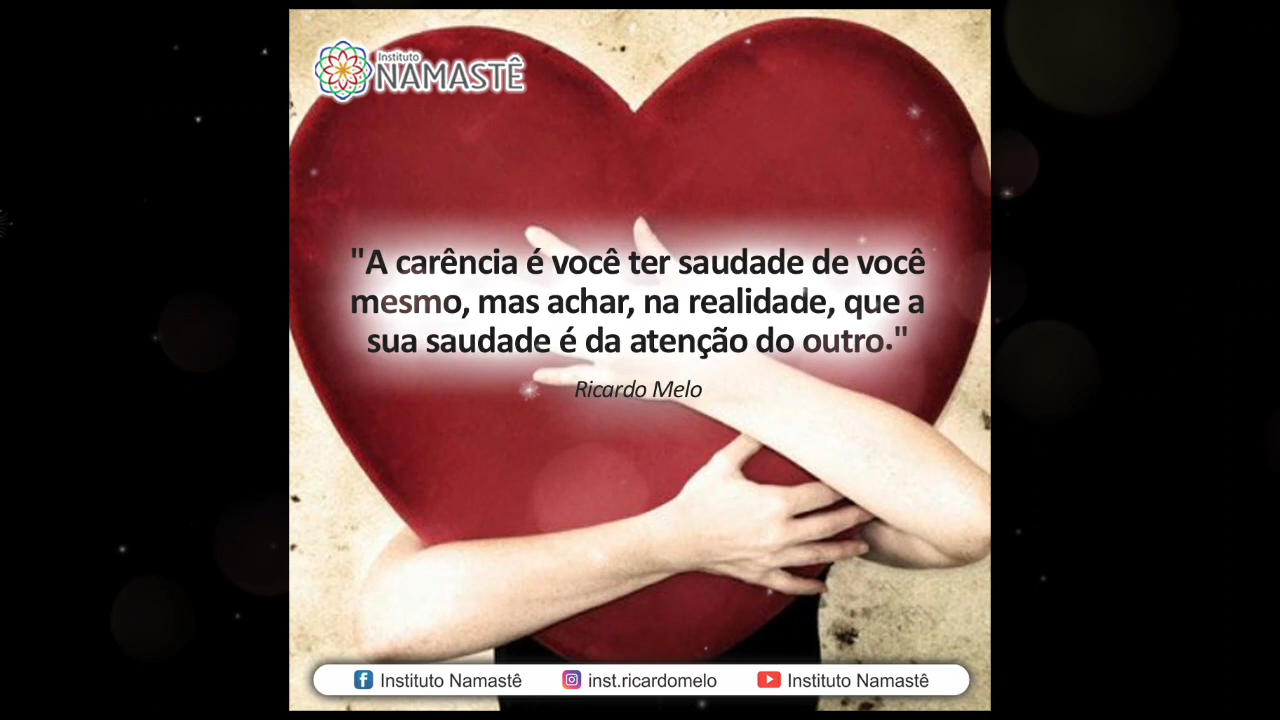 Instituto
NAMASTÊ
"A carência é você ter saudade de você
mesmo, mas achar, na realidade, que a
sua saudade é da atenção do outro."
Ricardo Melo
Instituto Namastê inst.ricardomelo Instituto Namastê